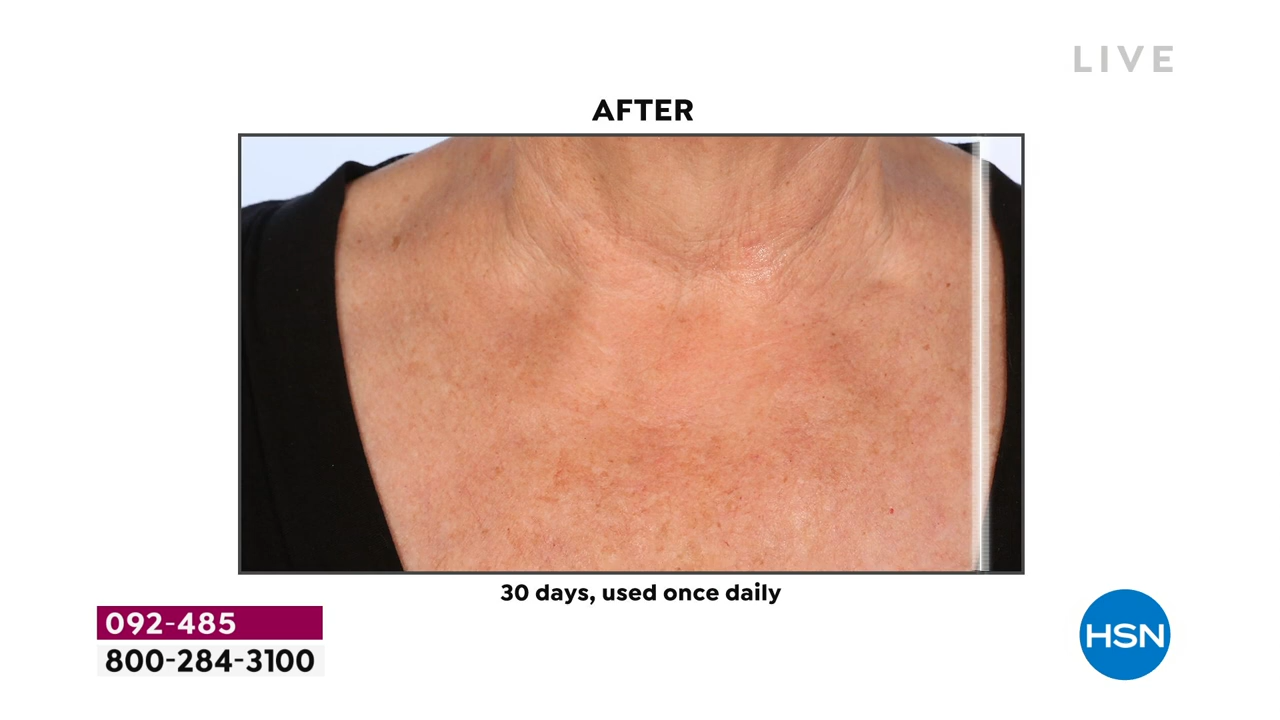 LIVE
AFTER
30 days, used once daily
092-485
800-284-3100
HSN